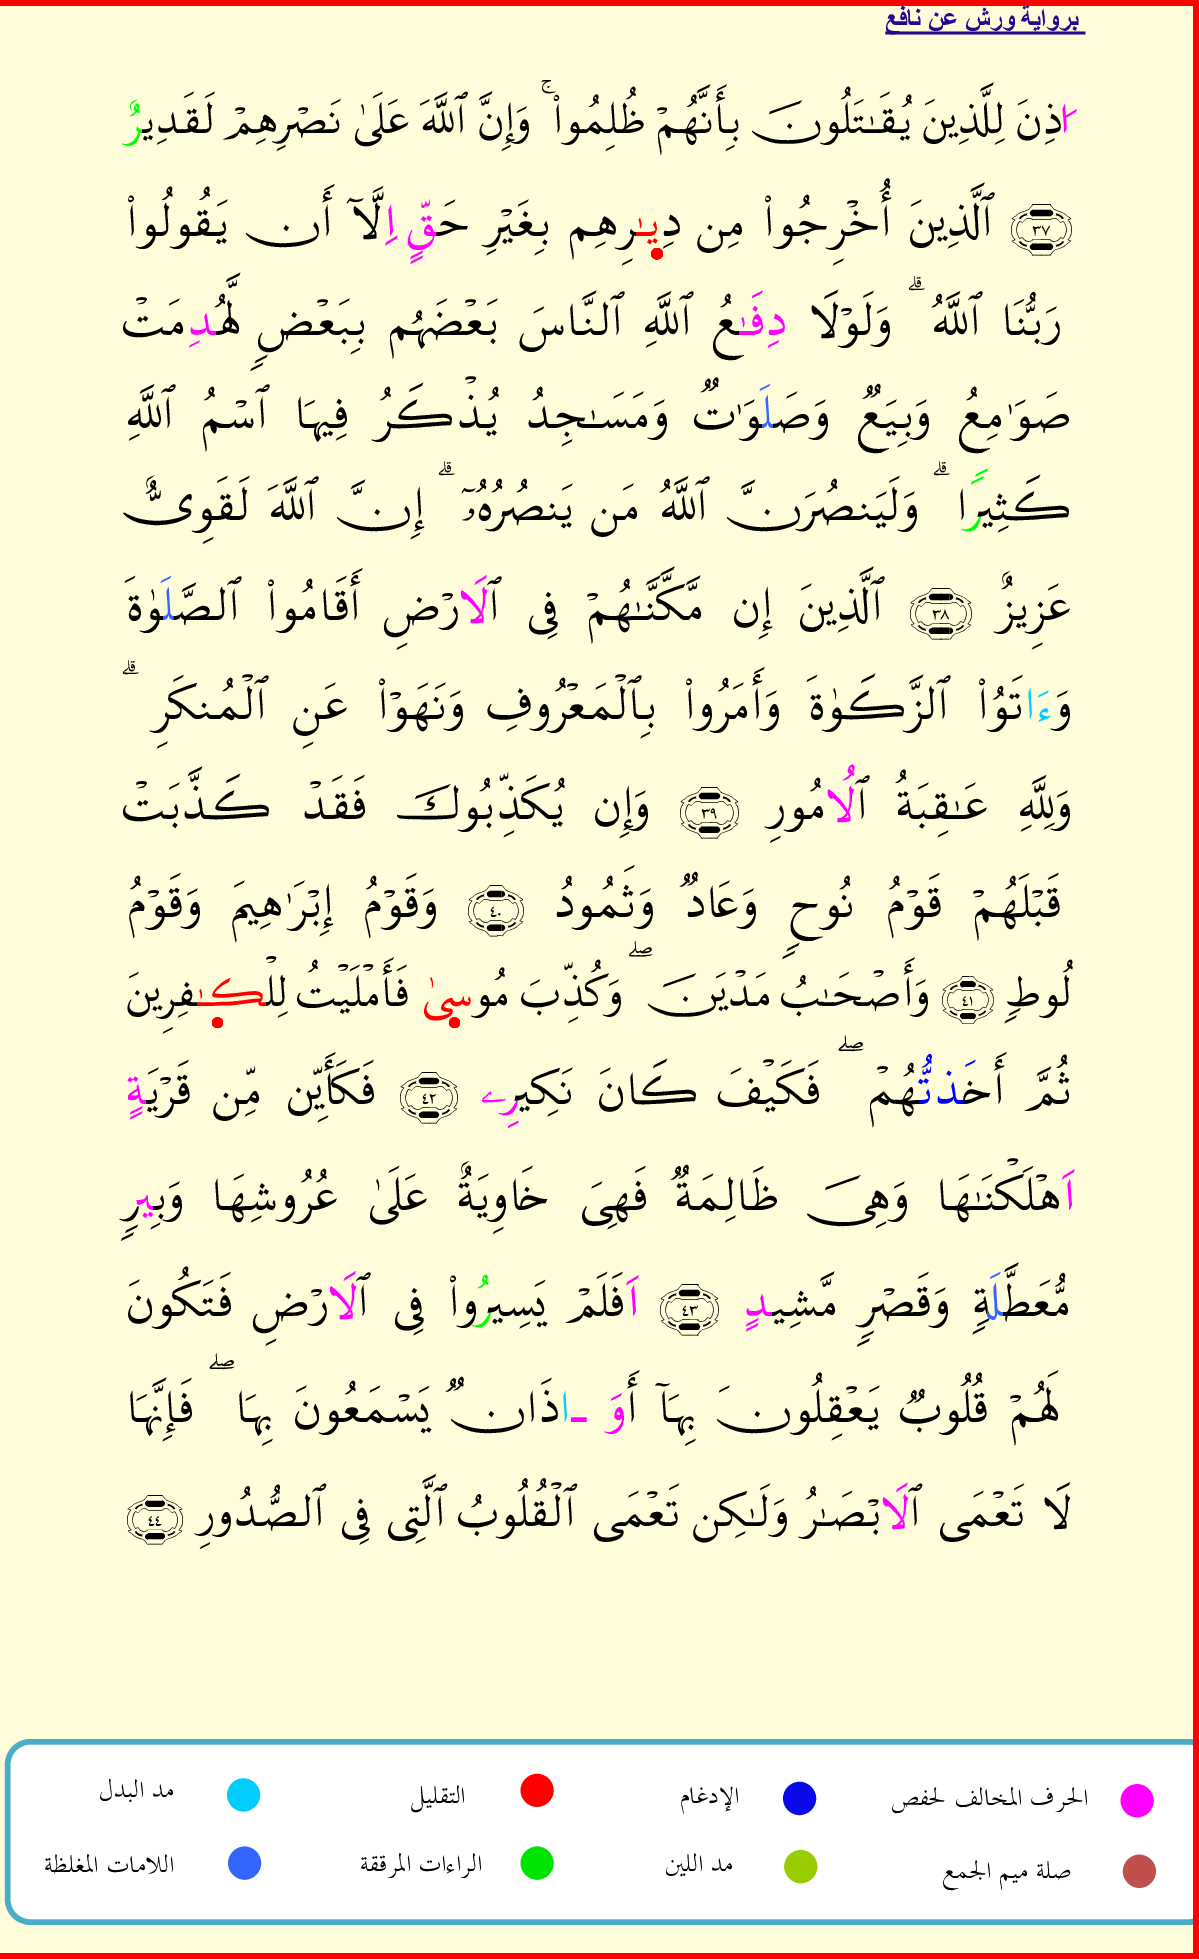 برواية ورش عن نافع
اُذِنَ لِلَّذِينَ يُقَٰتَلُونَ بِأَنَّهُمْ ظُلِمُواْ ۚ وَإِنَّ ٱللَّهَ عَلَىٰ نَصْرِهِمْ لَقَدِيرٌ
٣٧ ٱلَّذِينَ أُخْرِجُواْ مِن دِيٰ۪رِهِم بِغَيْرِ حَقٍّ اِلَّآ أَن يَقُولُواْ
رَبُّنَا ٱللَّهُ ۗ وَلَوْلَا دِفَٰعُ ٱللَّهِ ٱلنَّاسَ بَعْضَهُم بِبَعْضٍ لَّهُدِمَتْ
صَوَٰمِعُ وَبِيَعٌ وَصَلَوَٰتٌ وَمَسَٰجِدُ يُذْكَرُ فِيهَا ٱسْمُ ٱللَّهِ
كَثِيرًا ۗ وَلَيَنصُرَنَّ ٱللَّهُ مَن يَنصُرُهُۥٓ ۗ إِنَّ ٱللَّهَ لَقَوِىٌّ
عَزِيزٌ ٣٨ ٱلَّذِينَ إِن مَّكَّنَّٰهُمْ فِى ٱلَارْضِ أَقَامُواْ ٱلصَّلَوٰةَ
وَءَاتَوُاْ ٱلزَّكَوٰةَ وَأَمَرُواْ بِٱلْمَعْرُوفِ وَنَهَوْاْ عَنِ ٱلْمُنكَرِ ۗ
وَلِلَّهِ عَٰقِبَةُ ٱلُامُورِ ٣٩ وَإِن يُكَذِّبُوكَ فَقَدْ كَذَّبَتْ
قَبْلَهُمْ قَوْمُ نُوحٍ وَعَادٌ وَثَمُودُ ٤٠ وَقَوْمُ إِبْرَٰهِيمَ وَقَوْمُ
لُوطٍ ٤١ وَأَصْحَٰبُ مَدْيَنَ ۖ وَكُذِّبَ مُوس۪ىٰ فَأَمْلَيْتُ لِلْكٰ۪فِرِينَ
ثُمَّ أَخَذتُّهُمْ ۖ فَكَيْفَ كَانَ نَكِيرِے ٤٢ فَكَأَيِّن مِّن قَرْيَةٍ
اَهْلَكْنَٰهَا وَهِىَ ظَالِمَةٌ فَهِىَ خَاوِيَةٌ عَلَىٰ عُرُوشِهَا وَبِيرٍ
مُّعَطَّلَةٍ وَقَصْرٍ مَّشِيدٍ ٤٣ اَفَلَمْ يَسِيرُواْ فِى ٱلَارْضِ فَتَكُونَ
لَهُمْ قُلُوبٌ يَعْقِلُونَ بِهَآ أَوَ ـاذَانٌ يَسْمَعُونَ بِهَا ۖ فَإِنَّهَا
لَا تَعْمَى ٱلَابْصَٰرُ وَلَٰكِن تَعْمَى ٱلْقُلُوبُ ٱلَّتِى فِى ٱلصُّدُورِ ٤٤
الحرف المخالف لحفص الإدغام التقليل مد البدل
صلة ميم الجمع مد اللين الراءات المرققة اللامات المغلظة